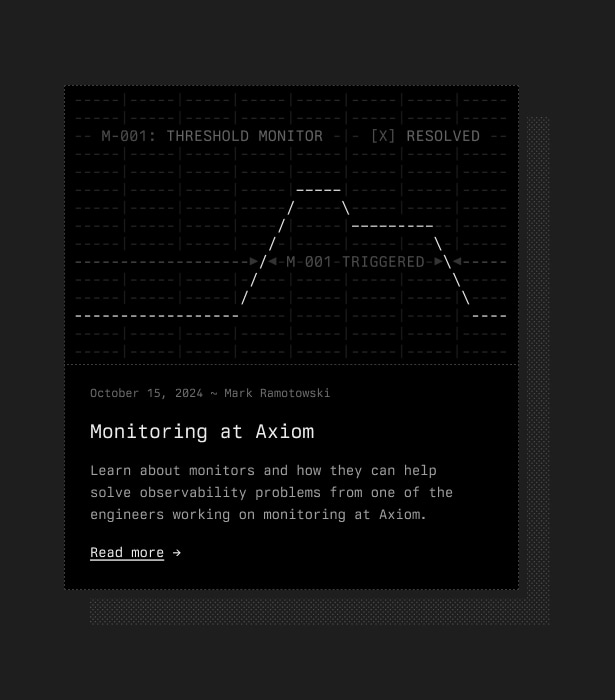 M-001: THRESHOLD MONITOR
[X] RESOLVED
M-001 TRIGGERED
October 15, 2024 ~ Mark Ramotowski
Monitoring at Axiom
Learn about monitors and how they can help
solve observability problems from one of the
engineers working on monitoring at Axiom.
Read more →